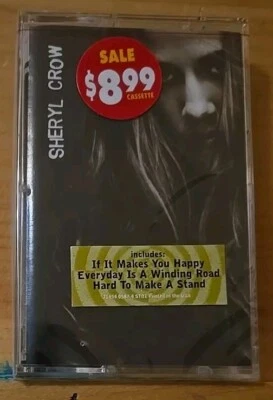 SHERYL CROW
SALE
$8.99
CASSETTE
includes:
If It Makes You Happy
Everyday Is A Winding Road
Hard To Make A Stand